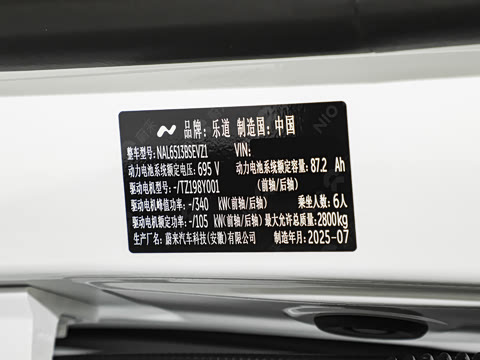 品牌: 乐道 制造国: 中国
整车型号: NAL6513BSEVZ1 VIN:
动力电池系统额定电压: 695 V 动力电池系统额定容量: 87.2 Ah
驱动电机型号: -/TZ198Y001 (前轴/后轴)
驱动电机峰值功率: -/340 kW(前轴/后轴) 乘坐人数: 6人
驱动电机额定功率: -/105 kW(前轴/后轴) 最大允许总质量: 2800kg
生产厂名: 蔚来汽车科技(安徽)有限公司 制造年月: 2025-07
NIO